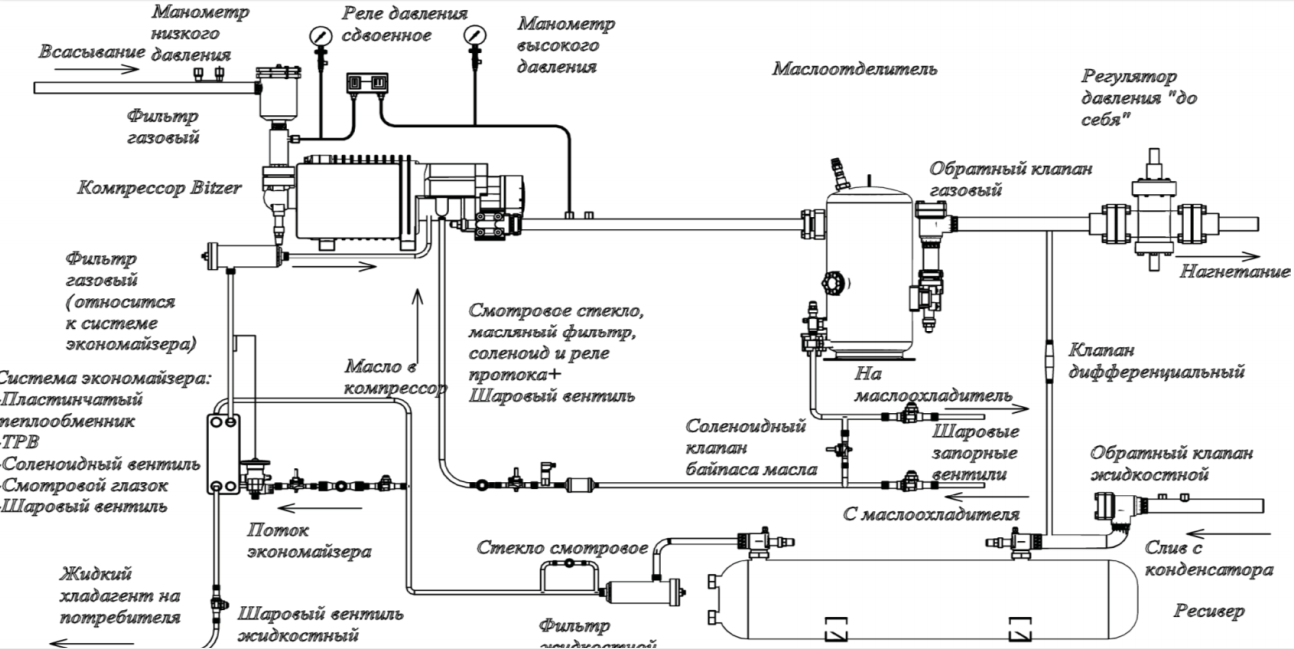 Манометр
низкого
давления
Реле давления
сдвоенное
Манометр
высокого
давления
Всасывание
Маслоотделитель
Регулятор
давления "до
себя"
Фильтр
газовый
Обратный клапан
газовый
Компрессор Bitzer
Фильтр
газовый
(относится
к системе
экономайзера)
Нагнетание
Смотровое стекло,
масляный фильтр,
соленоид и реле
протока+
Шаровый вентиль
Масло в
компрессор
Клапан
дифференциальный
На
маслоохладитель
Система экономайзера:
-Пластинчатый
теплообменник
-ТРВ
-Соленоидный вентиль
-Смотровой глазок
-Шаровый вентиль
Соленоидный
клапан
байпаса масла
Шаровые
запорные
вентили
Обратный клапан
жидкостной
С маслоохладителя
Поток
экономайзера
Стекло смотровое
Слив с
конденсатора
Жидкий
хладагент на
потребителя
Шаровый вентиль
жидкостный
Ресивер
Фильтр
жидкостной